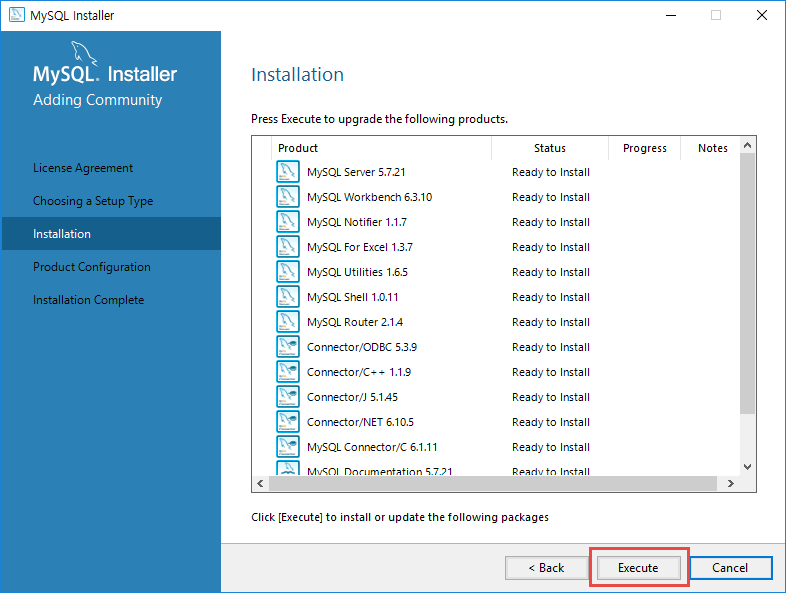 MySQL Installer
MySQL. Installer
Adding Community
License Agreement
Choosing a Setup Type
Installation
Product Configuration
Installation Complete
Installation
Press Execute to upgrade the following products.
Product Status Progress Notes
MySQL Server 5.7.21 Ready to Install
MySQL Workbench 6.3.10 Ready to Install
MySQL Notifier 1.1.7 Ready to Install
MySQL For Excel 1.3.7 Ready to Install
MySQL Utilities 1.6.5 Ready to Install
MySQL Shell 1.0.11 Ready to Install
MySQL Router 2.1.4 Ready to Install
Connector/ODBC 5.3.9 Ready to Install
Connector/C++ 1.1.9 Ready to Install
Connector/J 5.1.45 Ready to Install
Connector/NET 6.10.5 Ready to Install
MySQL Connector/C 6.1.11 Ready to Install
MySQL Documentation 5.7.21 Ready to Install
Click [Execute] to install or update the following packages
< Back Execute Cancel